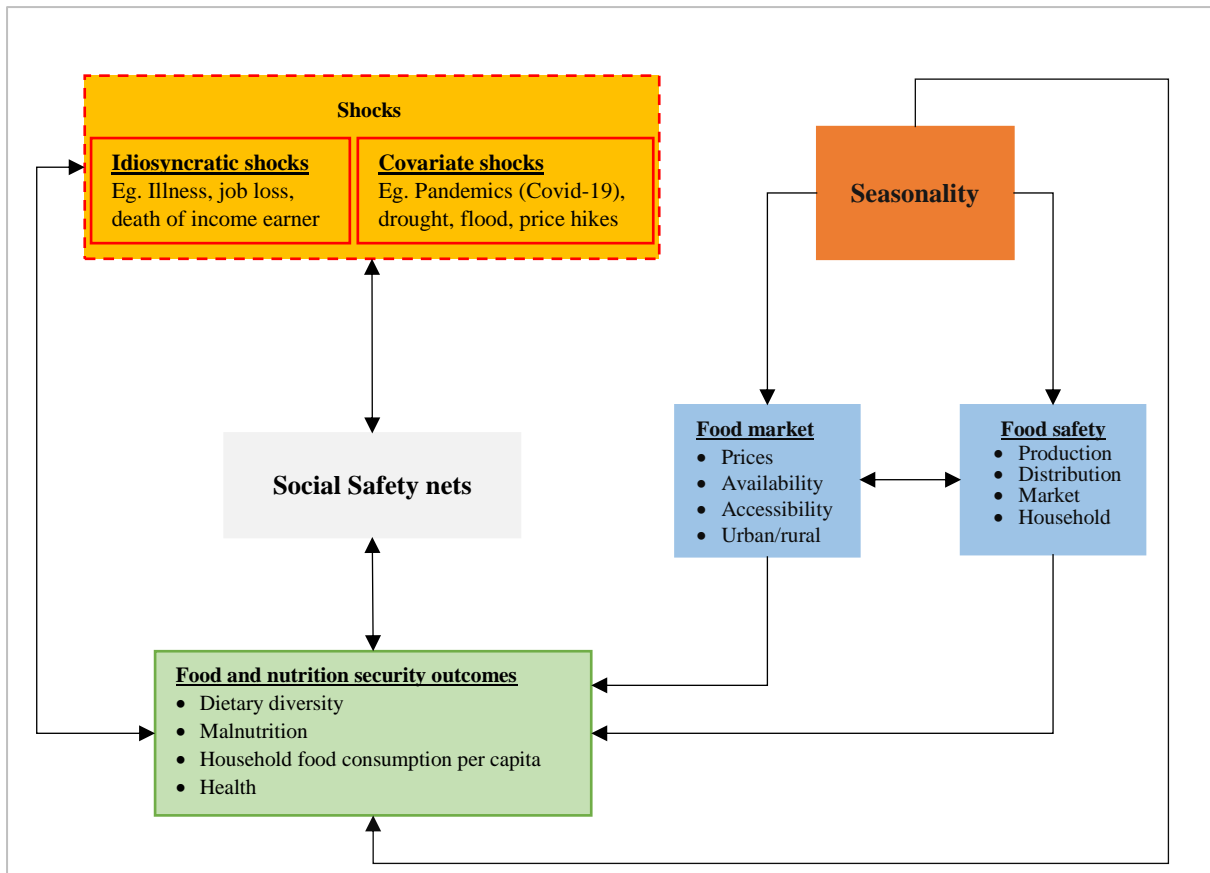 Shocks
Idiosyncratic shocks
Eg. Illness, job loss,
death of income earner
Covariate shocks
Eg. Pandemics (Covid-19),
drought, flood, price hikes
Seasonality
Social Safety nets
Food market
• Prices
• Availability
• Accessibility
• Urban/rural
Food safety
• Production
• Distribution
• Market
• Household
Food and nutrition security outcomes
• Dietary diversity
• Malnutrition
• Household food consumption per capita
• Health